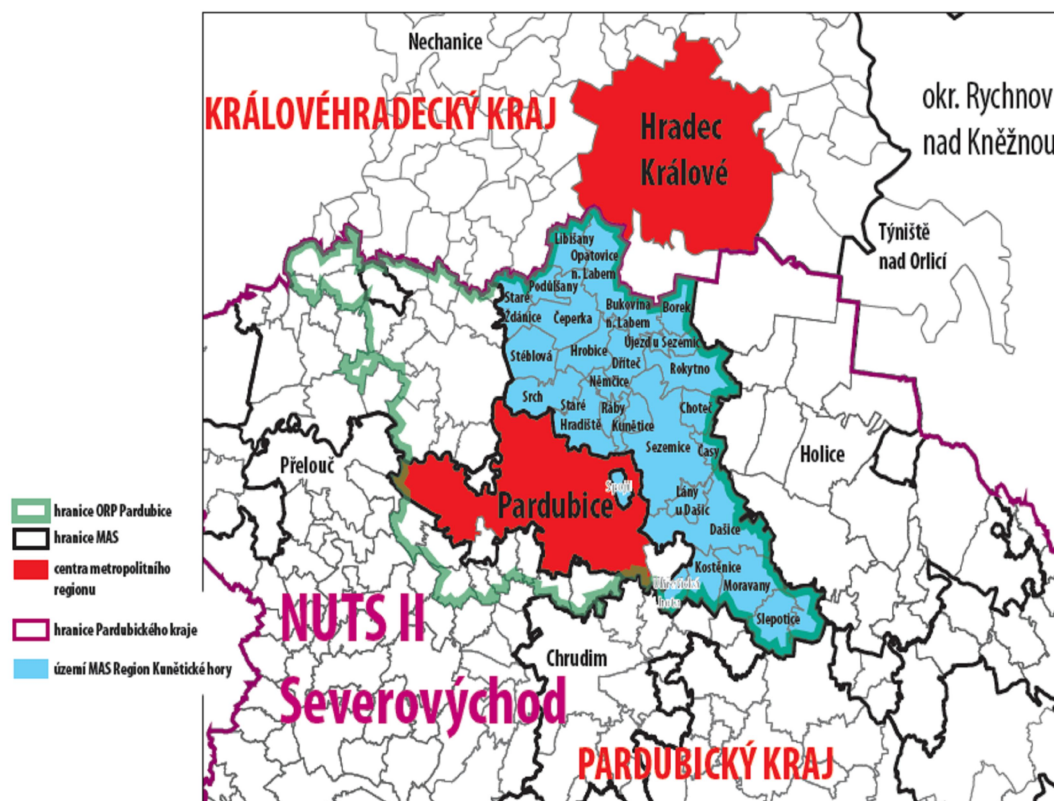 Nechanice
KRÁLOVÉHRADECKÝ KRAJ
Hradec
Králové
okr. Rychnov
nad Kněžnou
Týniště
nad Orlicí
Libišany
Opatovice
n. Labem
Podůlšany
Staré
Ždánice
Čeperka
Bukovina
n. Labem
Borek
Újezd u Sezemic
Stéblová
Hrobice
Dříteč
Rokytno
Němčice
Srch
Staré
Hradiště
Ráby
Kunětice
Choteč
Sezemice
Časy
Holice
Přelouč
Pardubice
Spojil
Lány
u Dašic
Dašice
Kostěnice
Moravany
Slepotice
hranice ORP Pardubice
hranice MAS
centra metropolitního
regionu
hranice Pardubického kraje
území MAS Region Kunětické hory
NUTS II
Severovýchod
Chrudim
PARDUBICKÝ KRAJ